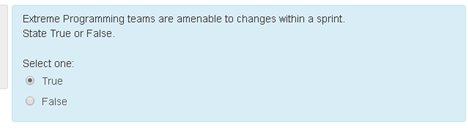 Extreme Programming teams are amenable to changes within a sprint.
State True or False.
Select one:
True
False